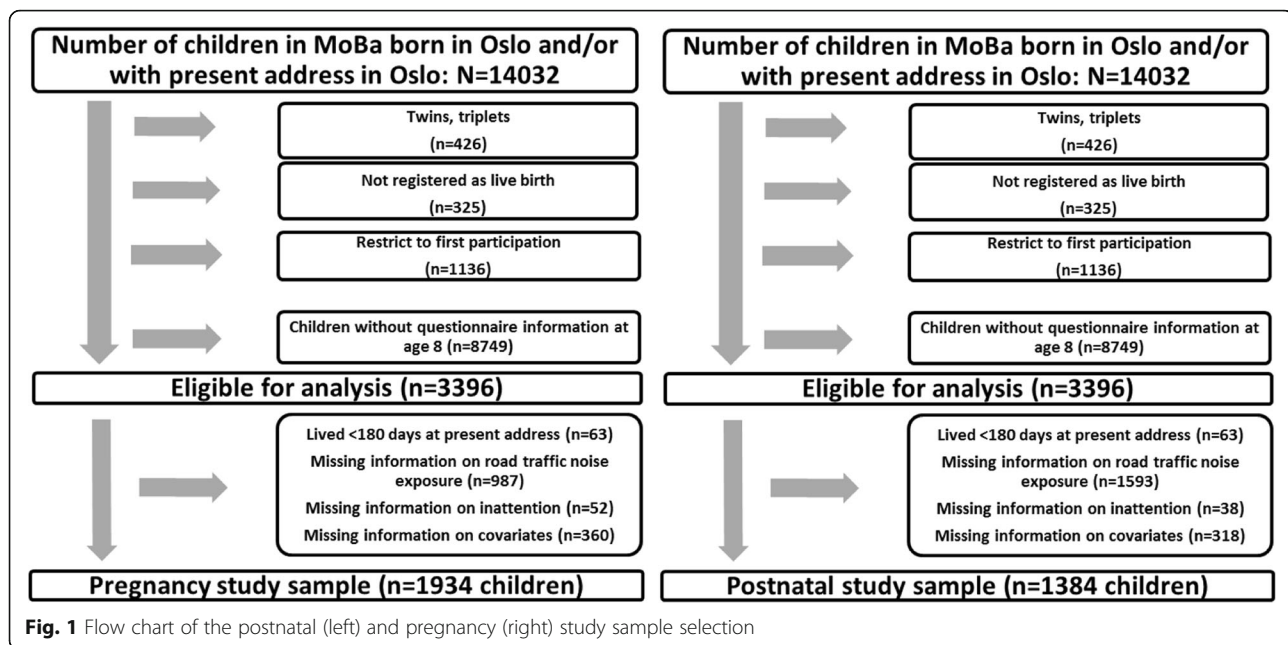 Number of children in MoBa born in Oslo and/or
with present address in Oslo: N=14032
Twins, triplets
(n=426)
Not registered as live birth
(n=325)
Restrict to first participation
(n=1136)
Children without questionnaire information at
age 8 (n=8749)
Eligible for analysis (n=3396)
Lived <180 days at present address (n=63)
Missing information on road traffic noise
exposure (n=987)
Missing information on inattention (n=52)
Missing information on covariates (n=360)
Pregnancy study sample (n=1934 children)
Number of children in MoBa born in Oslo and/or
with present address in Oslo: N=14032
Twins, triplets
(n=426)
Not registered as live birth
(n=325)
Restrict to first participation
(n=1136)
Children without questionnaire information at
age 8 (n=8749)
Eligible for analysis (n=3396)
Lived <180 days at present address (n=63)
Missing information on road traffic noise
exposure (n=1593)
Missing information on inattention (n=38)
Missing information on covariates (n=318)
Postnatal study sample (n=1384 children)
Fig. 1 Flow chart of the postnatal (left) and pregnancy (right) study sample selection